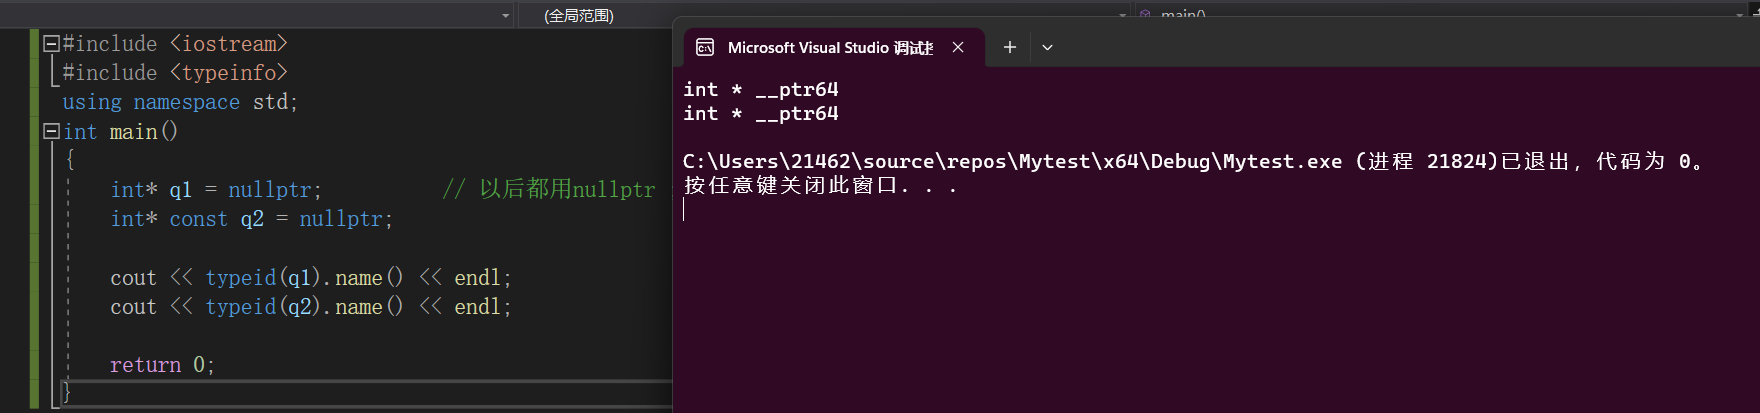 (全局范围)
main()
#include <iostream>
#include <typeinfo>
using namespace std;
int main()
{
int* q1 = nullptr; // 以后都用nullptr
int* const q2 = nullptr;
cout << typeid(q1).name() << endl;
cout << typeid(q2).name() << endl;
return 0;
}
Microsoft Visual Studio 调试
int * __ptr64
int * __ptr64
C:\Users\21462\source\repos\Mytest\x64\Debug\Mytest.exe (进程 21824)已退出，代码为 0。
按任意键关闭此窗口. . .